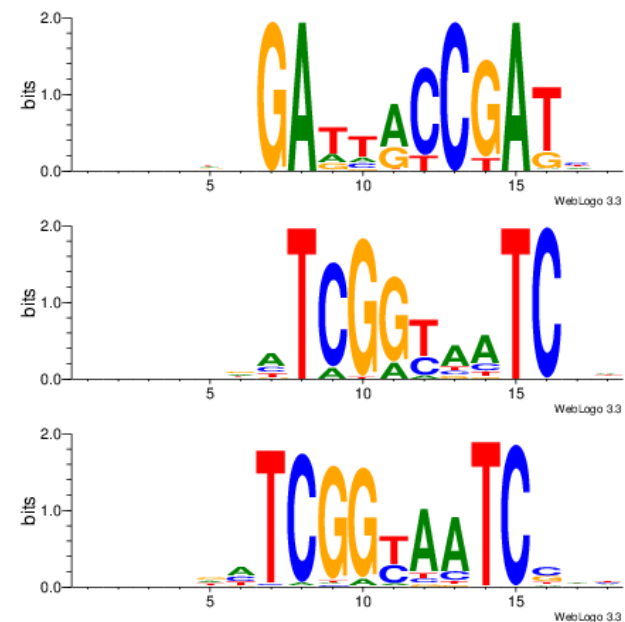 2.0
bits
1.0
GATTACCGAT
0.0
5 10 15
WebLogo 3.3
2.0
bits
1.0
ATCGGTAATC
0.0
5 10 15
WebLogo 3.3
2.0
bits
1.0
ATCGGTAATCC
0.0
5 10 15
WebLogo 3.3